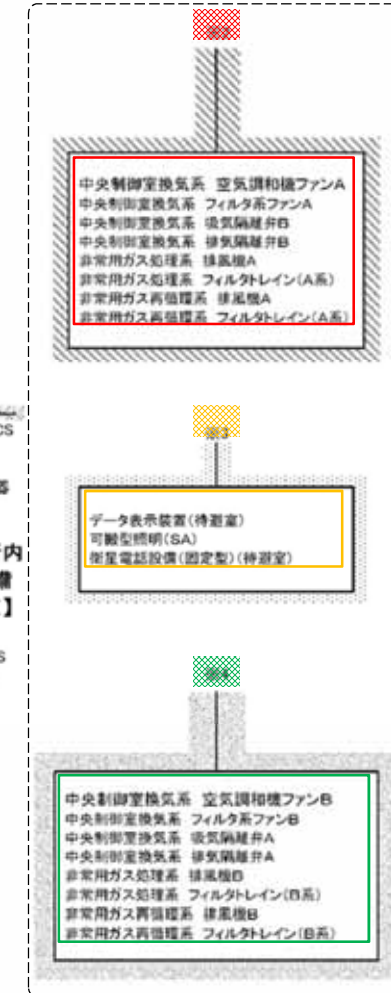 中央制御室換気系 空気調和機ファンA
中央制御室換気系 フィルタ系ファンA
中央制御室換気系 吸気隔離弁B
中央制御室換気系 排気隔離弁B
非常用ガス処理系 排風機A
非常用ガス処理系 フィルタトレイン(A系)
非常用ガス再循環系 排風機A
非常用ガス再循環系 フィルタトレイン(A系)
CS
内
】
S
※3
データ表示装置(待避室)
可搬型照明(SA)
衛星電話設備(固定型)(待避室)
※4
中央制御室換気系 空気調和機ファンB
中央制御室換気系 フィルタ系ファンB
中央制御室換気系 吸気隔離弁A
中央制御室換気系 排気隔離弁A
非常用ガス処理系 排風機B
非常用ガス処理系 フィルタトレイン(B系)
非常用ガス再循環系 排風機B
非常用ガス再循環系 フィルタトレイン(B系)